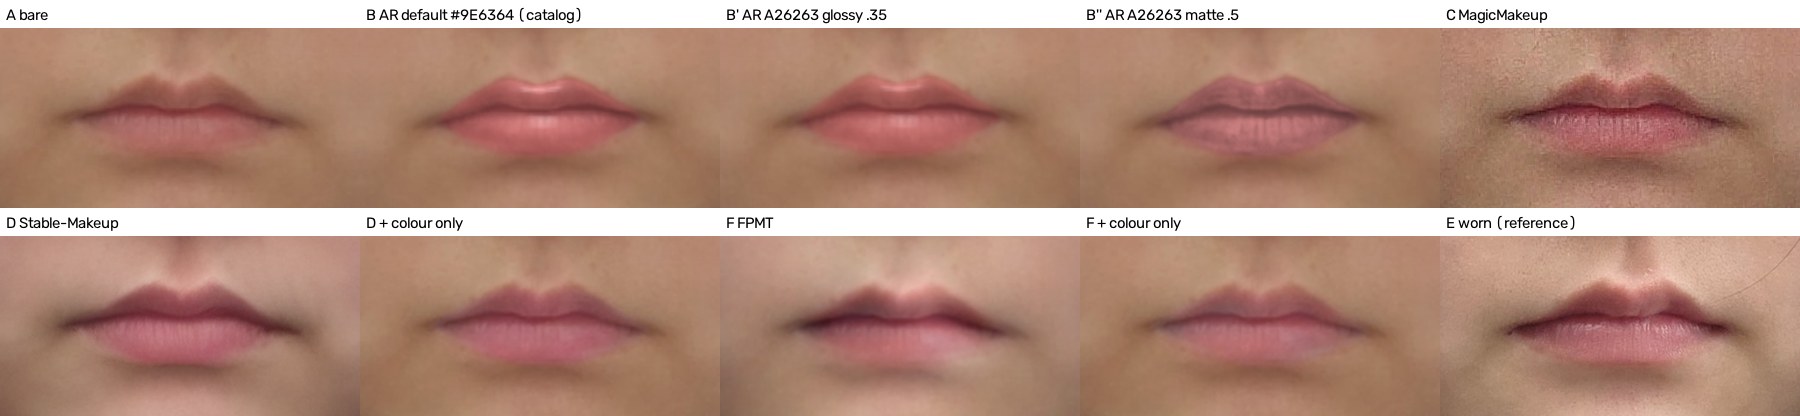 A bare
B AR default #9E6364 (catalog)
B' AR A26263 glossy .35
B" AR A26263 matte .5
C MagicMakeup
D Stable-Makeup
D + colour only
F FPMT
F + colour only
E worn (reference)